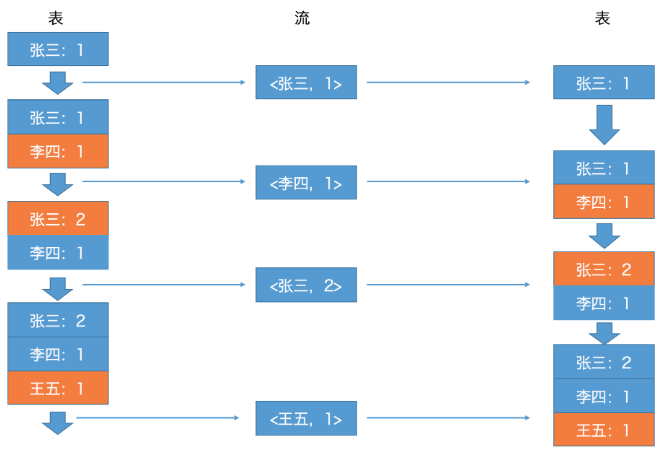 表 流 表
张三：1
<张三，1>
张三：1
张三：1
李四：1
<李四，1>
张三：1
李四：1
张三：2
李四：1
<张三，2>
张三：2
李四：1
张三：2
李四：1
王五：1
<王五，1>
张三：2
李四：1
王五：1